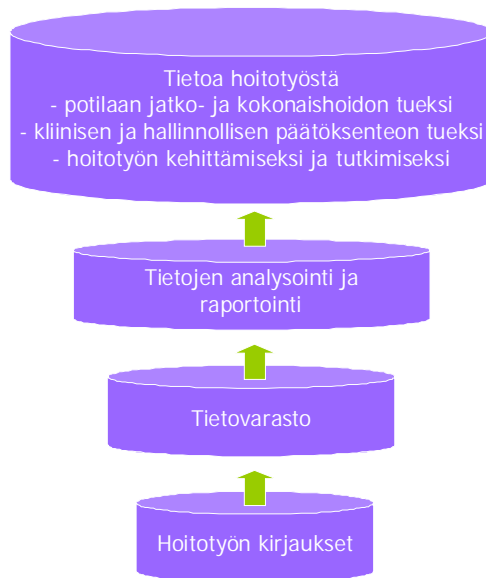 Tietoa hoitotyöstä
- potilaan jatko- ja kokonaishoidon tueksi
- kliinisen ja hallinnollisen päätöksenteon tueksi
- hoitotyön kehittämiseksi ja tutkimiseksi
Tietojen analysointi ja
raportointi
Tietovarasto
Hoitotyön kirjaukset